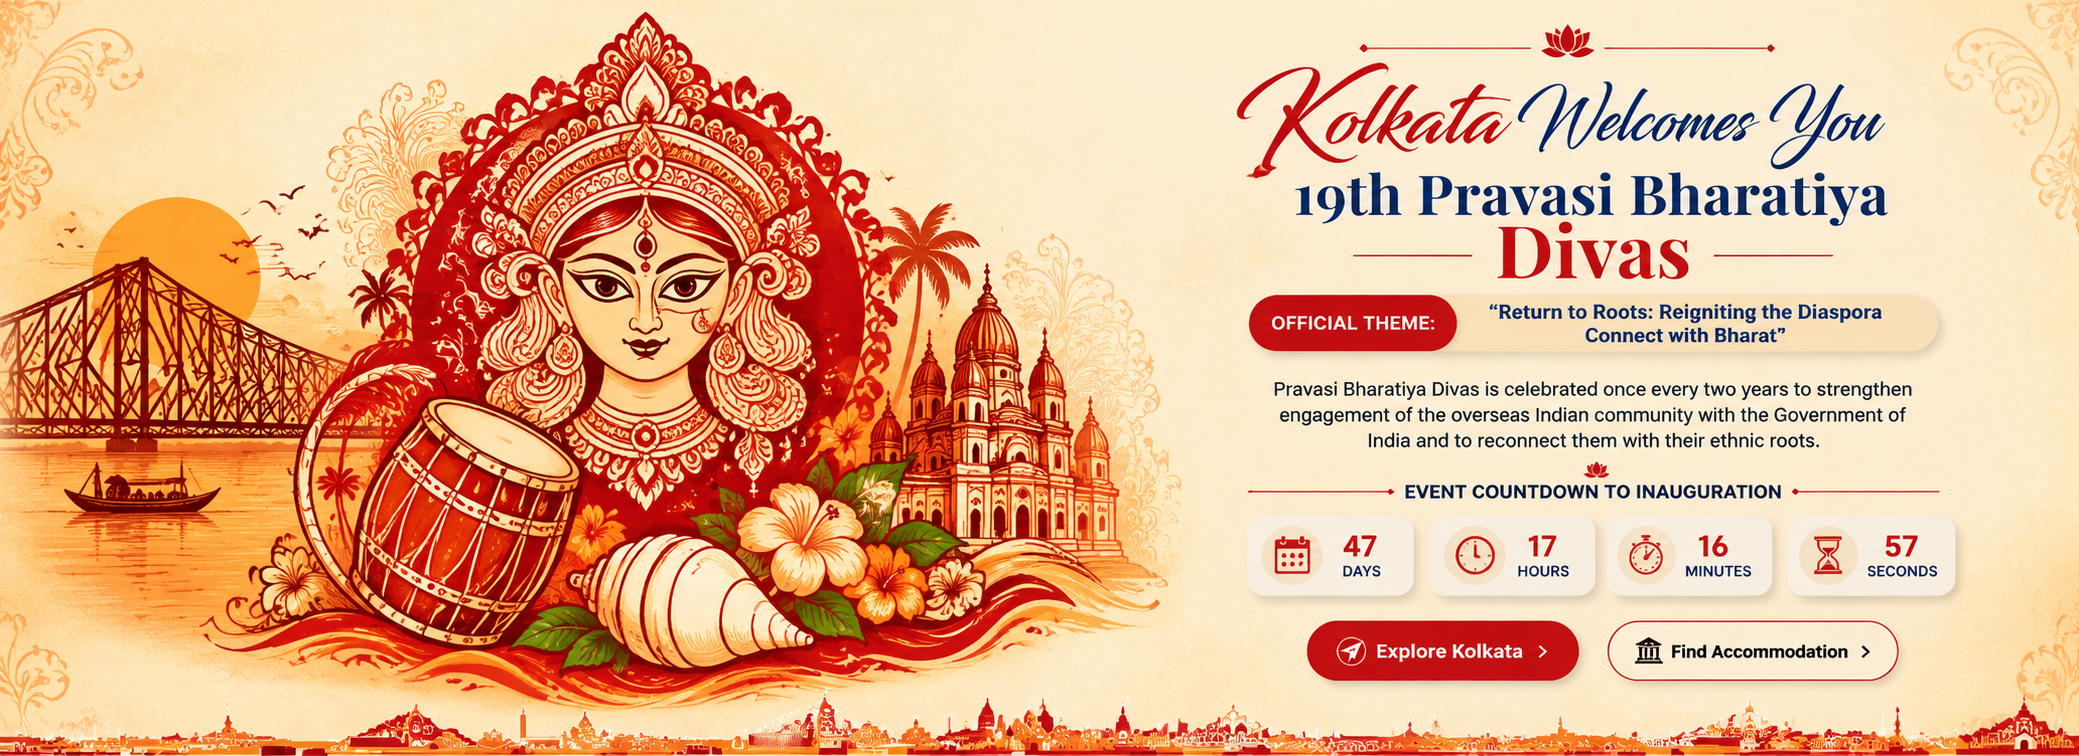 Kolkata Welcomes You
19th Pravasi Bharatiya
Divas
OFFICIAL THEME:
“Return to Roots: Reigniting the Diaspora
Connect with Bharat”
Pravasi Bharatiya Divas is celebrated once every two years to strengthen
engagement of the overseas Indian community with the Government of
India and to reconnect them with their ethnic roots.
EVENT COUNTDOWN TO INAUGURATION
47
DAYS
17
HOURS
16
MINUTES
57
SECONDS
Explore Kolkata >
Find Accommodation >